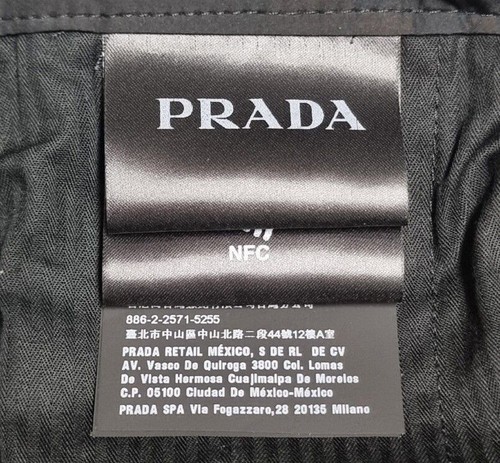 PRADA
NFC
886-2-2571-5255
臺北市中山區中山北路二段44號12樓A室
PRADA RETAIL MÉXICO, S DE RL DE CV
AV. Vasco De Quiroga 3800 Col. Lomas
De Vista Hermosa Cuajimalpa De Morelos
C.P. 05100 Ciudad De México-México
PRADA SPA Via Fogazzaro,28 20135 Milano